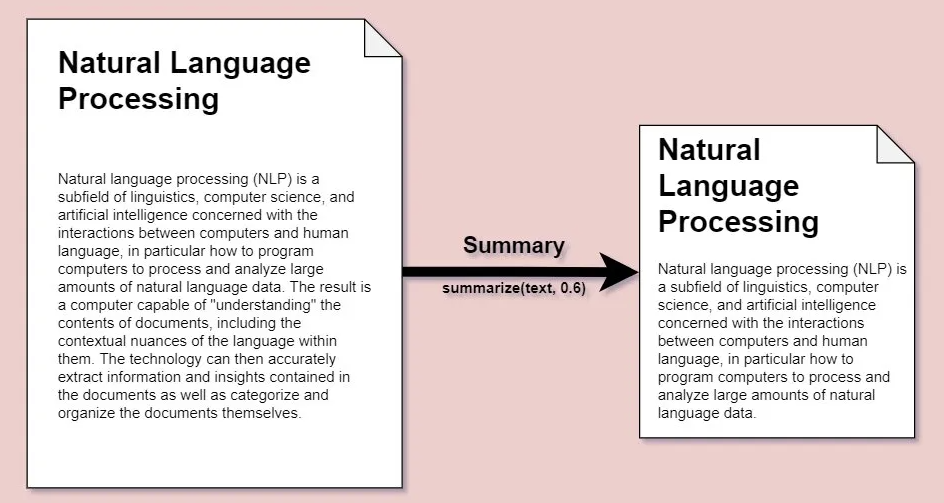 Natural Language
Processing
Natural language processing (NLP) is a
subfield of linguistics, computer science, and
artificial intelligence concerned with the
interactions between computers and human
language, in particular how to program
computers to process and analyze large
amounts of natural language data. The result is
a computer capable of "understanding" the
contents of documents, including the
contextual nuances of the language within
them. The technology can then accurately
extract information and insights contained in
the documents as well as categorize and
organize the documents themselves.
Summary
summarize(text, 0.6)
Natural
Language
Processing
Natural language processing (NLP) is
a subfield of linguistics, computer
science, and artificial intelligence
concerned with the interactions
between computers and human
language, in particular how to
program computers to process and
analyze large amounts of natural
language data.